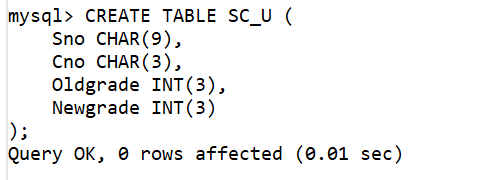 mysql> CREATE TABLE SC_U (
    Sno CHAR(9),
    Cno CHAR(3),
    Oldgrade INT(3),
    Newgrade INT(3)
);
Query OK, 0 rows affected (0.01 sec)